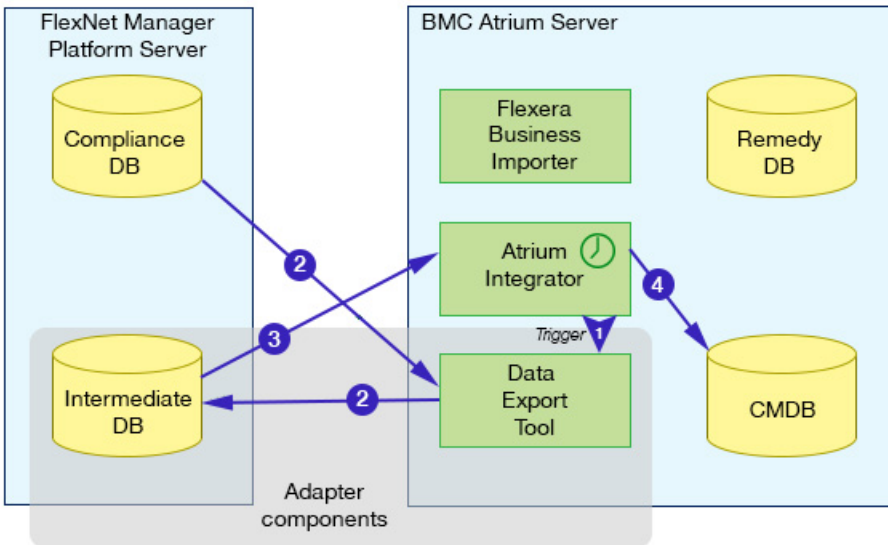 FlexNet Manager
Platform Server
BMC Atrium Server
Compliance
DB
Flexera
Business
Importer
Remedy
DB
2
Atrium
Integrator
4
3
Trigger
1
Intermediate
DB
2
Data
Export
Tool
CMDB
Adapter
components